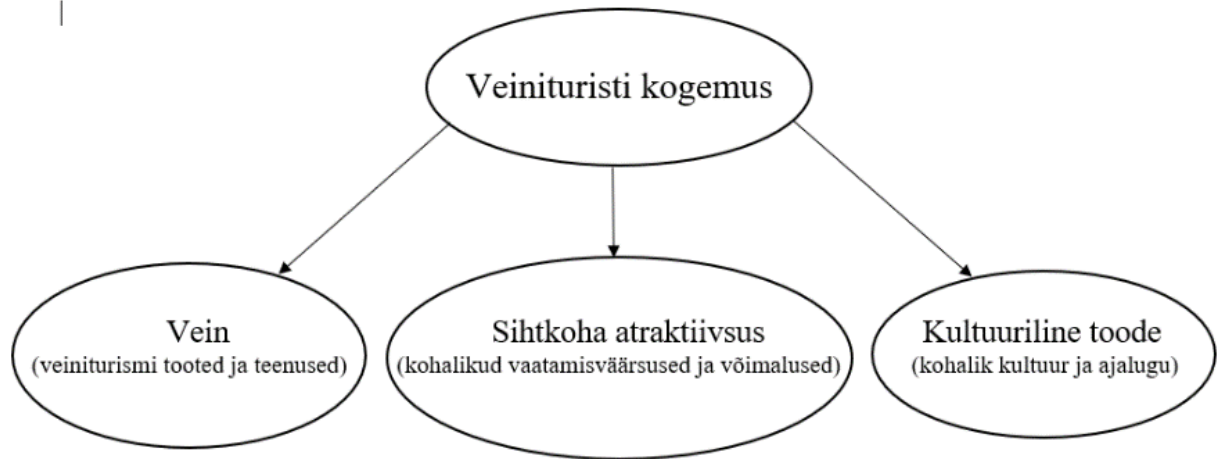 Veinituristi kogemus
Vein
(veiniturismi tooted ja teenused)
Sihtkoha atraktiivsus
(kohalikud vaatamisväärsused ja võimalused)
Kultuuriline toode
(kohalik kultuur ja ajalugu)